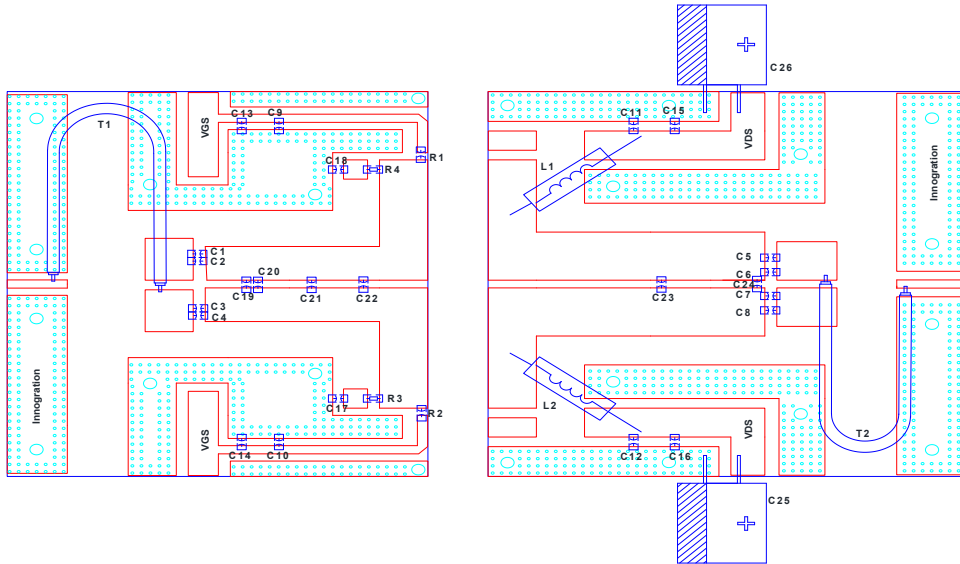 C26
C13
C9
C11
C15
T1
VGS
VDS
R1
C18
R4
L1
Innogration
C1
C2
C5
C20
C6
C19
C21
C22
C23
C24
C3
C7
C4
C8
Innogration
C17
R3
R2
L2
VGS
VDS
T2
C14
C10
C12
C16
C25